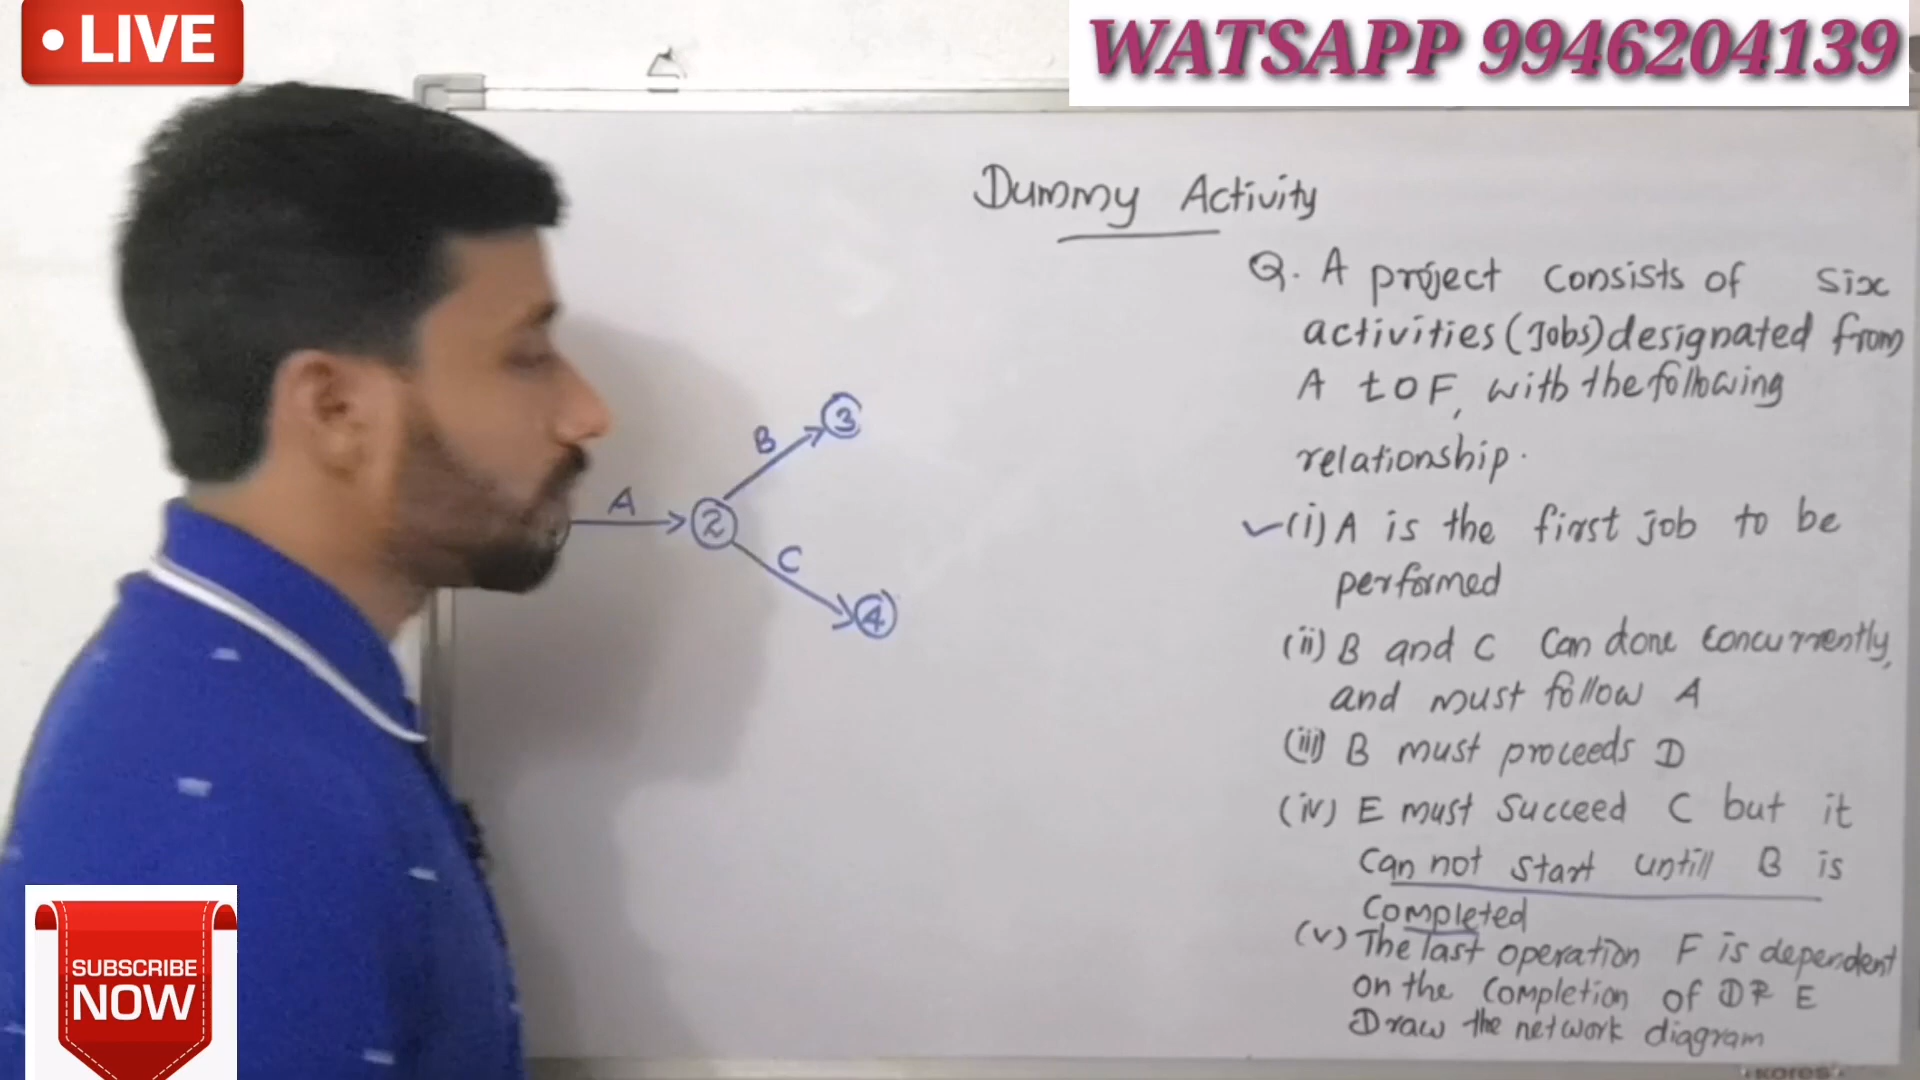 • LIVE
WATSAPP 9946204139
Dummy Activity
Q. A project consists of six
activities (Jobs) designated from
A to F, with the following
relationship.
(i) A is the first job to be
performed
(ii) B and C Can done concurrently,
and must follow A
(iii) B must proceeds D
(iv) E must succeed C but it
Can not start untill B is
Completed
(v) The last operation F is dependent
on the completion of D & E
Draw the network diagram
B
3
A
2
C
4
SUBSCRIBE
NOW
kores